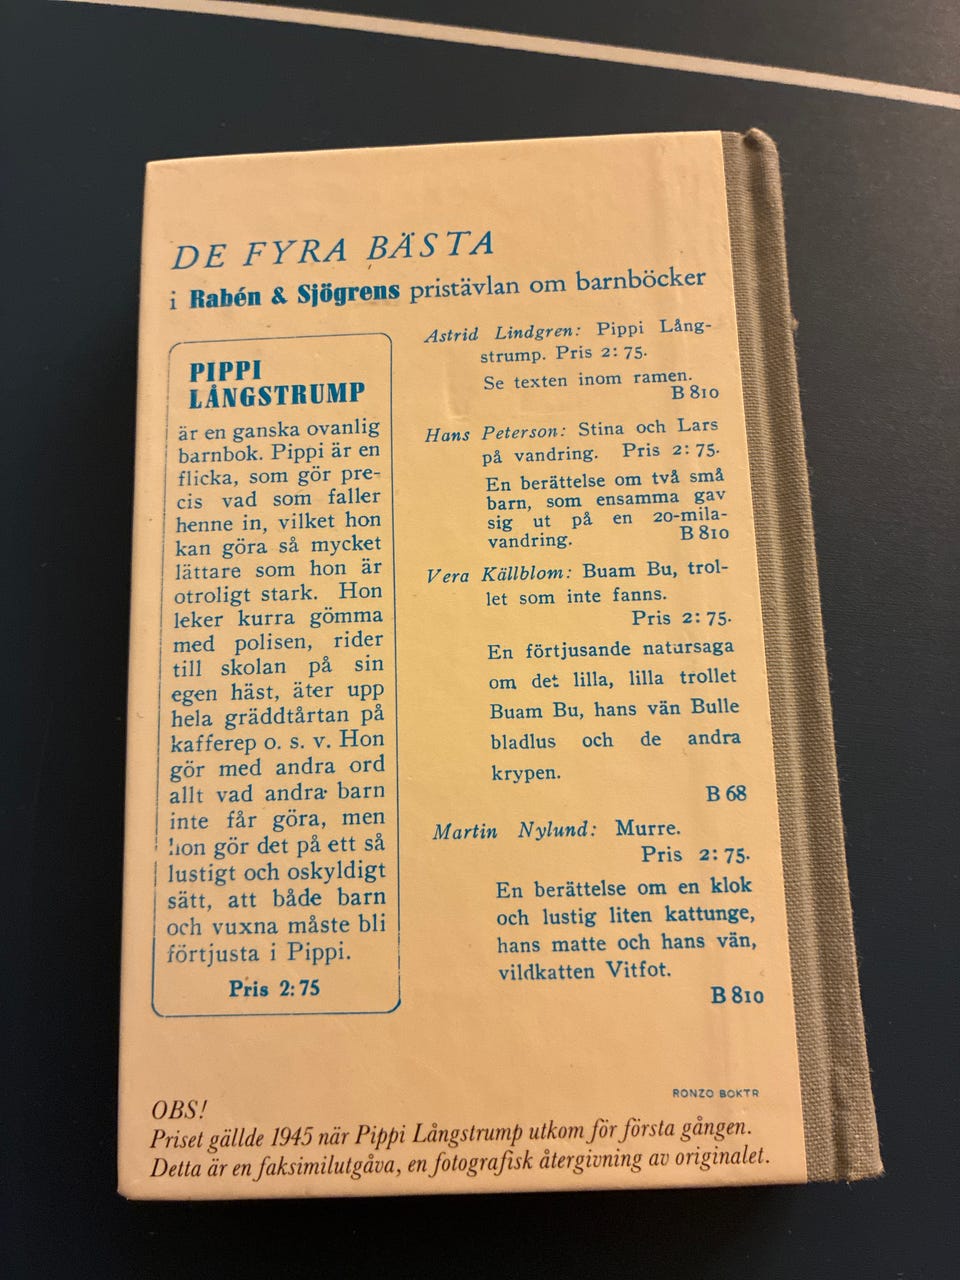 DE FYRA BÄSTA
i Rabén & Sjögrens pristävlan om barnböcker
PIPPI
LÅNGSTRUMP
är en ganska ovanlig
barnbok. Pippi är en
flicka, som gör pre-
cis vad som faller
henne in, vilket hon
kan göra så mycket
lättare som hon är
otroligt stark. Hon
leker kurra gömma
med polisen, rider
till skolan på sin
egen häst, äter upp
hela gräddtårtan på
kafferep o. s. v. Hon
gör med andra ord
allt vad andra barn
inte får göra, men
hon gör det på ett så
lustigt och oskyldigt
sätt, att både barn
och vuxna måste bli
förtjusta i Pippi.
Pris 2:75
Astrid Lindgren: Pippi Lång-
strump. Pris 2:75.
Se texten inom ramen.
B 810
Hans Peterson: Stina och Lars
på vandring. Pris 2:75.
En berättelse om två små
barn, som ensamma gav
sig ut på en 20-mila-
vandring. B 810
Vera Källblom: Buam Bu, trol-
let som inte fanns.
Pris 2:75.
En förtjusande natursaga
om det lilla, lilla trollet
Buam Bu, hans vän Bulle
bladlus och de andra
krypen.
B 68
Martin Nylund: Murre.
Pris 2:75.
En berättelse om en klok
och lustig liten kattunge,
hans matte och hans vän,
vildkatten Vitfot.
B 810
RONZO BOKTR
OBS!
Priset gällde 1945 när Pippi Långstrump utkom för första gången.
Detta är en faksimilutgåva, en fotografisk återgivning av originalet.